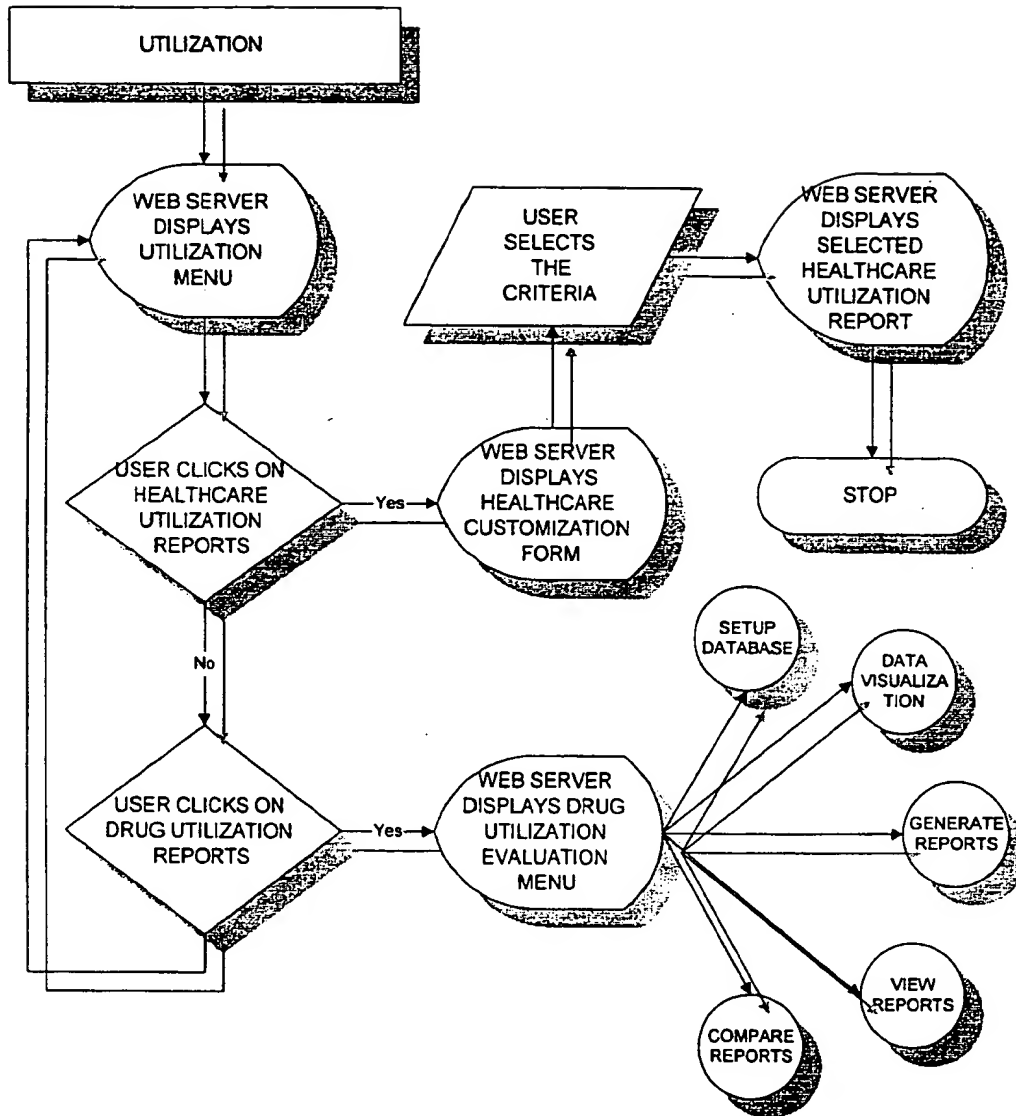 UTILIZATION
WEB SERVER
DISPLAYS
UTILIZATION
MENU
USER
SELECTS
THE
CRITERIA
WEB SERVER
DISPLAYS
SELECTED
HEALTHCARE
UTILIZATION
REPORT
USER CLICKS ON
HEALTHCARE
UTILIZATION
REPORTS
Yes
WEB SERVER
DISPLAYS
HEALTHCARE
CUSTOMIZATION
FORM
STOP
No
SETUP
DATABASE
DATA
VISUALIZA
TION
USER CLICKS ON
DRUG UTILIZATION
REPORTS
Yes
WEB SERVER
DISPLAYS DRUG
UTILIZATION
EVALUATION
MENU
GENERATE
REPORTS
VIEW
REPORTS
COMPARE
REPORTS